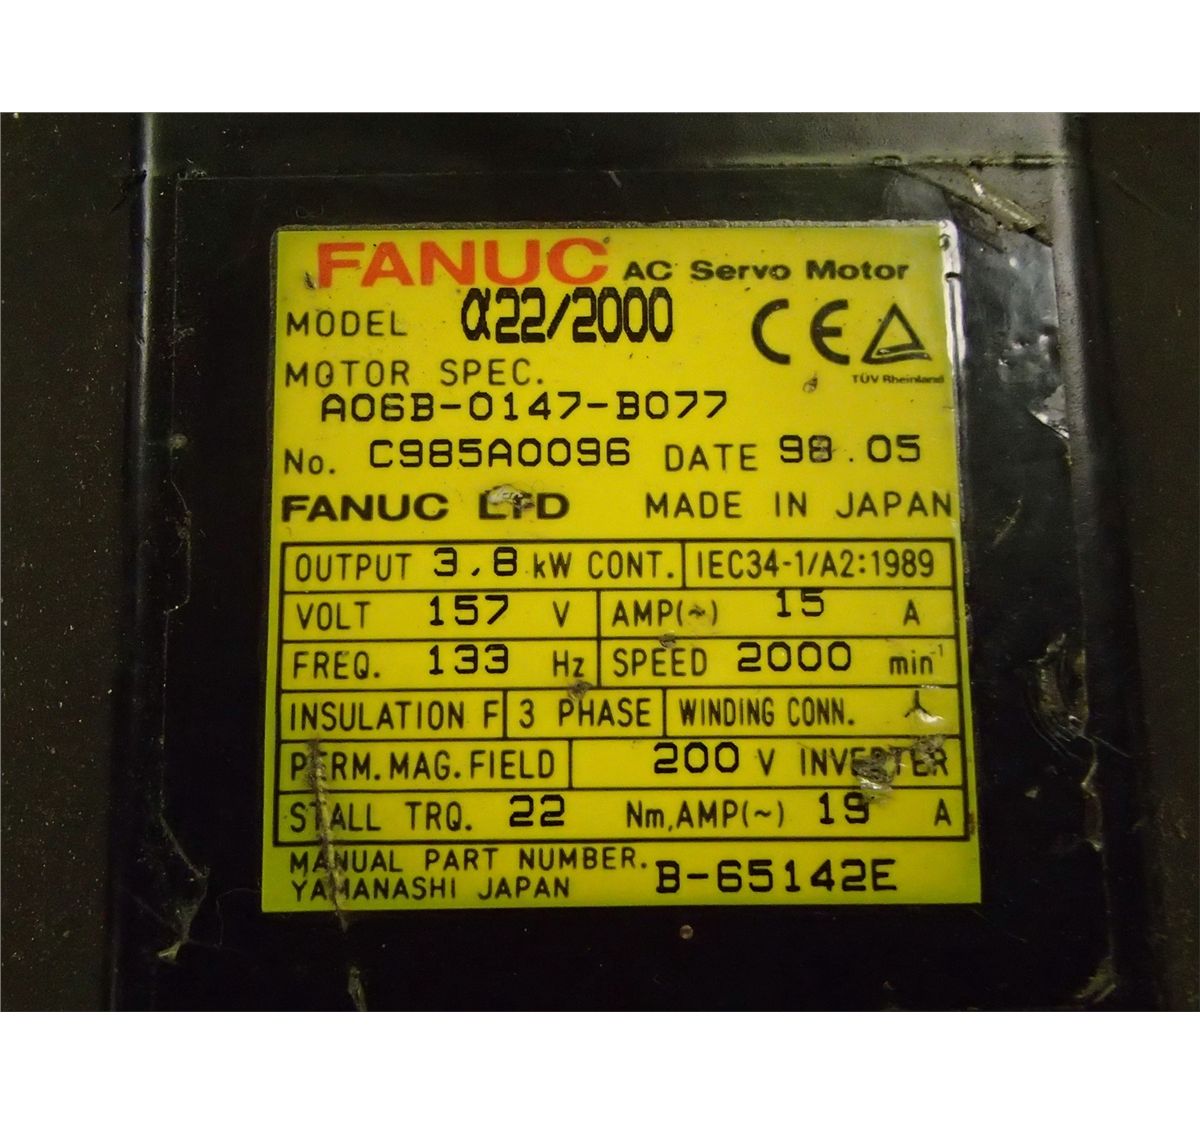 FANUC AC Servo Motor
MODEL α22/2000
CE
TÜV Rheinland
MOTOR SPEC.
A06B-0147-B077
No. C985A0096 DATE 98.05
FANUC LTD MADE IN JAPAN
OUTPUT 3.8 kW CONT. IEC34-1/A2:1989
VOLT 157 V AMP(~) 15 A
FREQ. 133 Hz SPEED 2000 min⁻¹
INSULATION F 3 PHASE WINDING CONN.
PERM.MAG.FIELD 200 V INVERTER
STALL TRQ. 22 Nm,AMP(~) 19 A
MANUAL PART NUMBER. B-65142E
YAMANASHI JAPAN